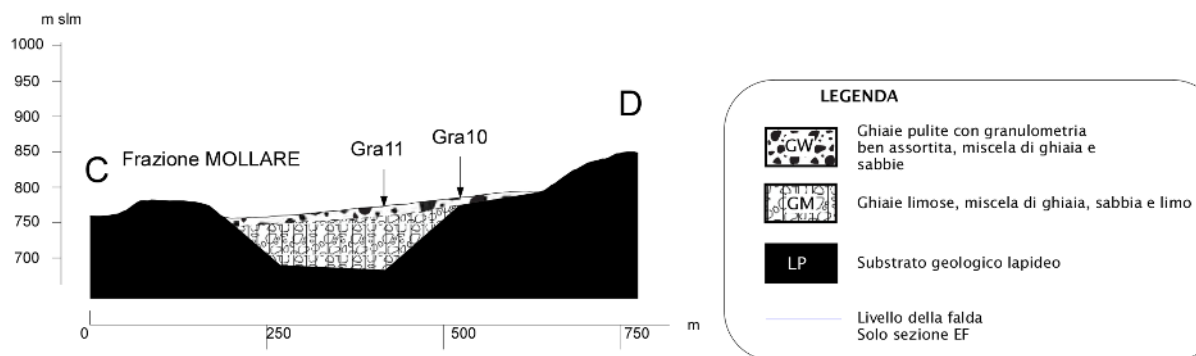 m slm
1000
950
900
850
800
750
700
C
Frazione MOLLARE
Gra11
Gra10
D
0
250
500
750
m
LEGENDA
GW
Ghiaie pulite con granulometria
ben assortita, miscela di ghiaia e
sabbie
GM
Ghiaie limose, miscela di ghiaia, sabbia e limo
LP
Substrato geologico lapideo
Livello della falda
Solo sezione EF